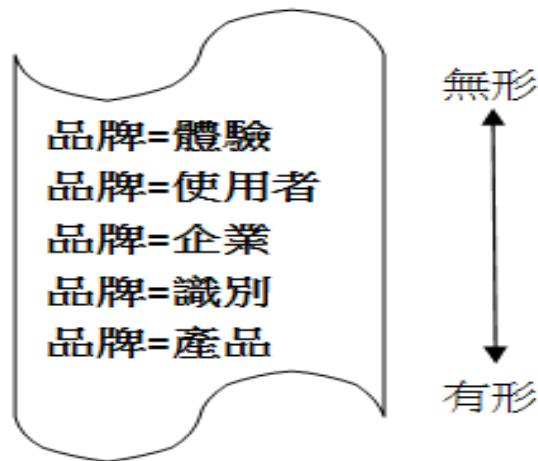 無形
品牌=體驗
品牌=使用者
品牌=企業
品牌=識別
品牌=產品
有形